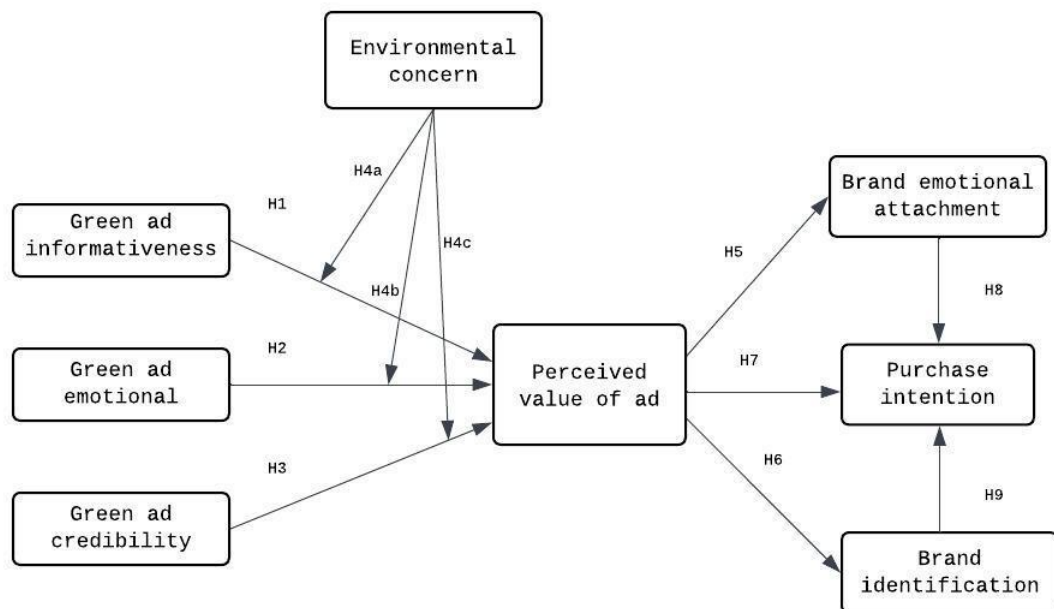 Environmental
concern
H4a
H1
Green ad
informativeness
H4c
H4b
Brand emotional
attachment
H5
H8
H2
Green ad
emotional
Perceived
value of ad
H7
Purchase
intention
H3
H6
Green ad
credibility
H9
Brand
identification